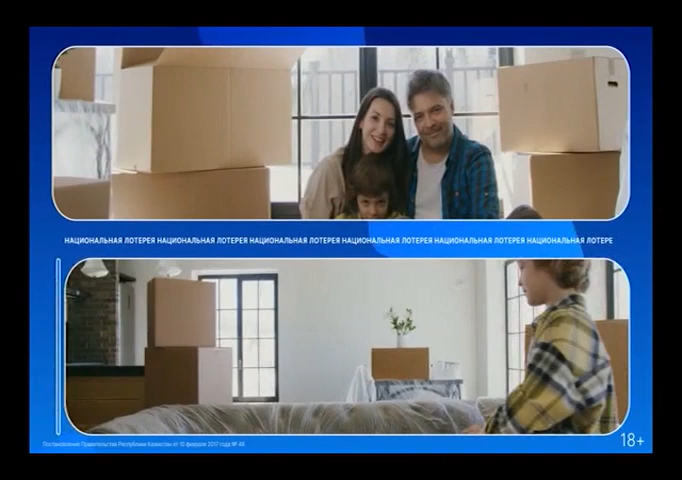 НАЦИОНАЛЬНАЯ ЛОТЕРЕЯ НАЦИОНАЛЬНАЯ ЛОТЕРЕЯ НАЦИОНАЛЬНАЯ ЛОТЕРЕЯ НАЦИОНАЛЬНАЯ ЛОТЕРЕЯ НАЦИОНАЛЬНАЯ ЛОТЕРЕЯ НАЦИОНАЛЬНАЯ ЛОТЕРЕ
Постановление Правительства Республики Казахстан от 10 февраля 2017 года № 48
18+